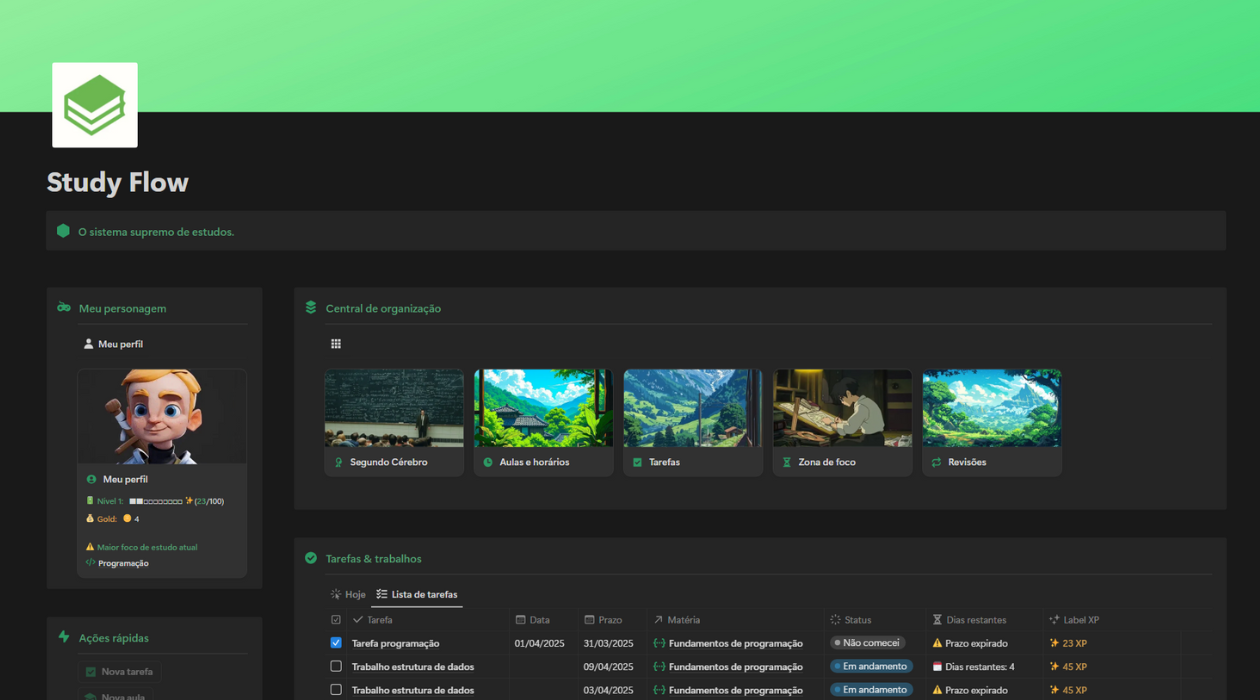 Study Flow
O sistema supremo de estudos.
Meu personagem
Meu perfil
Meu perfil
Nível 1: (23/100)
Gold: 4
Maior foco de estudo atual
Programação
Ações rápidas
Nova tarefa
Nova aula
Central de organização
Segundo Cérebro
Aulas e horários
Tarefas
Zona de foco
Revisões
Tarefas & trabalhos
Hoje Lista de tarefas
Tarefa Data Prazo Matéria Status Dias restantes Label XP
Tarefa programação 01/04/2025 31/03/2025 Fundamentos de programação Não comecei Prazo expirado 23 XP
Trabalho estrutura de dados 09/04/2025 Fundamentos de programação Em andamento Dias restantes: 4 45 XP
Trabalho estrutura de dados 03/04/2025 Fundamentos de programação Em andamento Prazo expirado 45 XP